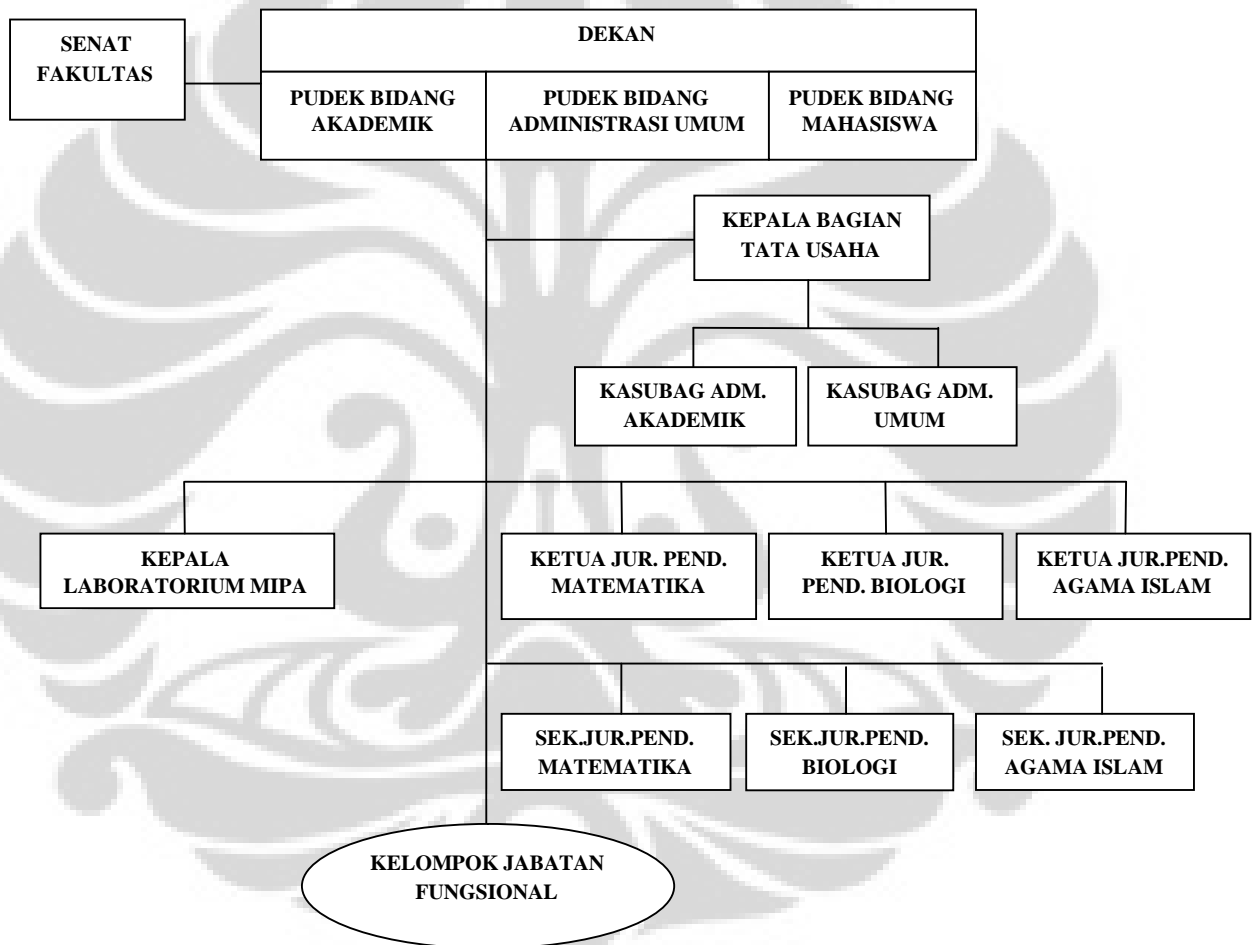 SENAT
FAKULTAS
DEKAN
PUDEK BIDANG
AKADEMIK
PUDEK BIDANG
ADMINISTRASI UMUM
PUDEK BIDANG
MAHASISWA
KEPALA BAGIAN
TATA USAHA
KASUBAG ADM.
AKADEMIK
KASUBAG ADM.
UMUM
KEPALA
LABORATORIUM MIPA
KETUA JUR. PEND.
MATEMATIKA
KETUA JUR.
PEND. BIOLOGI
KETUA JUR.PEND.
AGAMA ISLAM
SEK.JUR.PEND.
MATEMATIKA
SEK.JUR.PEND.
BIOLOGI
SEK. JUR.PEND.
AGAMA ISLAM
KELOMPOK JABATAN
FUNGSIONAL